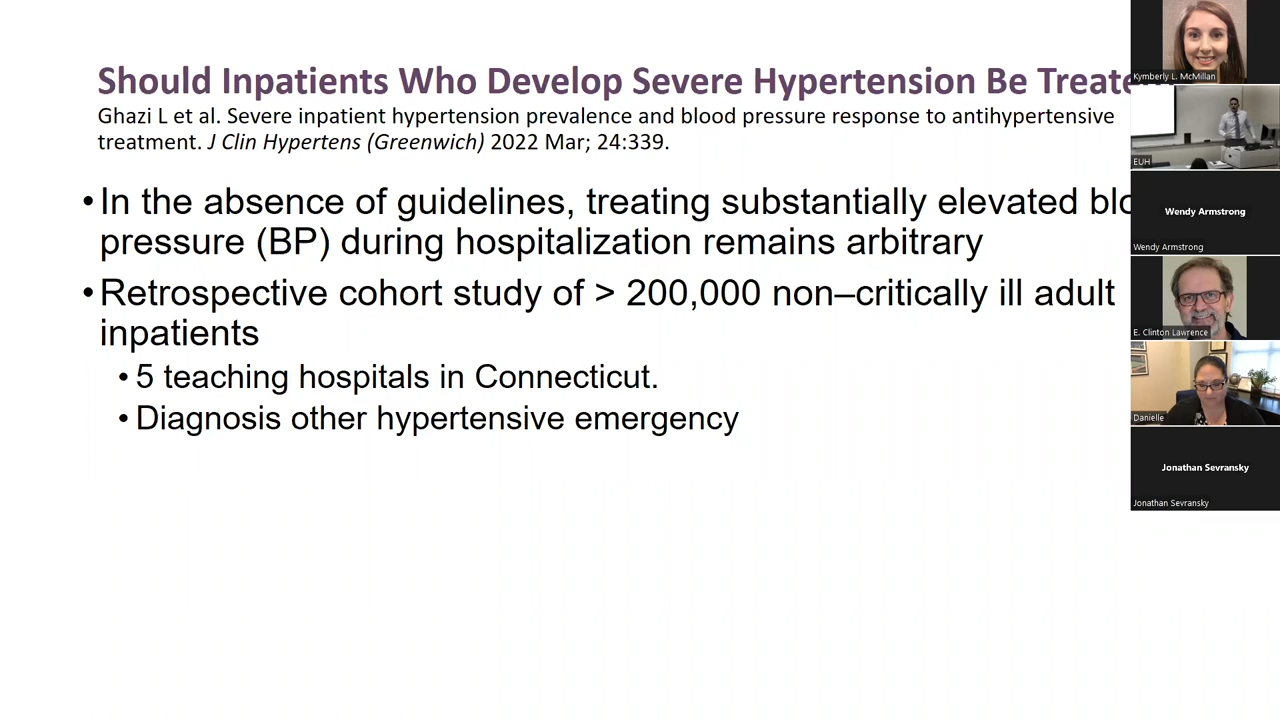 Should Inpatients Who Develop Severe Hypertension Be Treate
Ghazi L et al. Severe inpatient hypertension prevalence and blood pressure response to antihypertensive
treatment. J Clin Hypertens (Greenwich) 2022 Mar; 24:339.
•In the absence of guidelines, treating substantially elevated blo
pressure (BP) during hospitalization remains arbitrary
•Retrospective cohort study of > 200,000 non–critically ill adult
inpatients
•5 teaching hospitals in Connecticut.
•Diagnosis other hypertensive emergency
Kymberly L. McMillan
EUH
Wendy Armstrong
Wendy Armstrong
E. Clinton Lawrence
Danielle
Jonathan Sevransky
Jonathan Sevransky